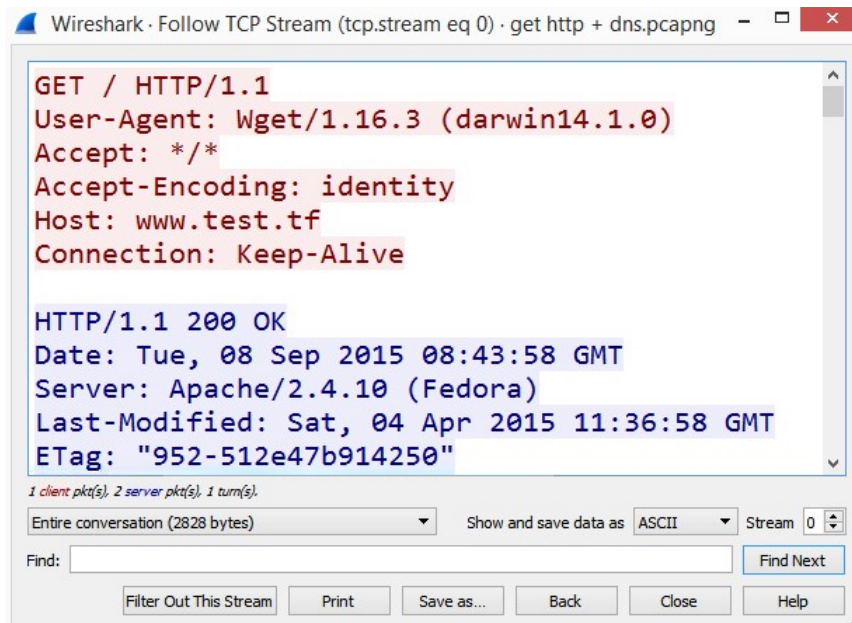 Wireshark · Follow TCP Stream (tcp.stream eq 0) · get http + dns.pcapng
GET / HTTP/1.1
User-Agent: Wget/1.16.3 (darwin14.1.0)
Accept: */*
Accept-Encoding: identity
Host: www.test.tf
Connection: Keep-Alive
HTTP/1.1 200 OK
Date: Tue, 08 Sep 2015 08:43:58 GMT
Server: Apache/2.4.10 (Fedora)
Last-Modified: Sat, 04 Apr 2015 11:36:58 GMT
ETag: "952-512e47b914250"
1 client pkt(s), 2 server pkt(s), 1 turn(s).
Entire conversation (2828 bytes) Show and save data as ASCII Stream 0
Find: Find Next
Filter Out This Stream Print Save as... Back Close Help